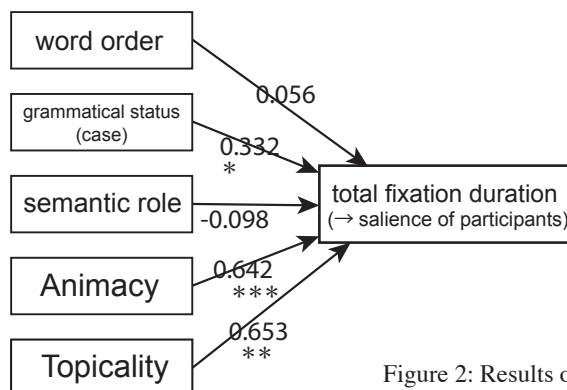 word order
0.056
grammatical status
(case)
0.332
*
semantic role
-0.098
total fixation duration
(→ salience of participants)
Animacy
0.642
***
Topicality
0.653
**
Figure 2: Results o